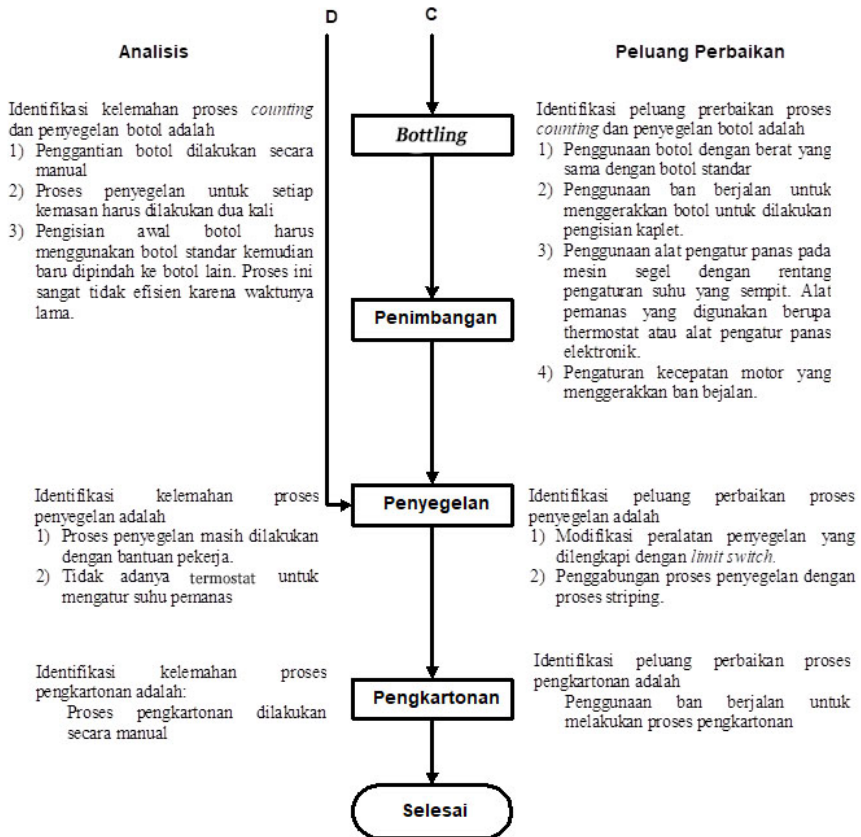 D
C
Analisis
Peluang Perbaikan
Identifikasi kelemahan proses counting
dan penyegelan botol adalah
1) Penggantian botol dilakukan secara
manual
2) Proses penyegelan untuk setiap
kemasan harus dilakukan dua kali
3) Pengisian awal botol harus
menggunakan botol standar kemudian
baru dipindah ke botol lain. Proses ini
sangat tidak efisien karena waktunya
lama.
Bottling
Identifikasi peluang prerbaikan proses
counting dan penyegelan botol adalah
1) Penggunaan botol dengan berat yang
sama dengan botol standar
2) Penggunaan ban berjalan untuk
menggerakkan botol untuk dilakukan
pengisian kaplet.
3) Penggunaan alat pengatur panas pada
mesin segel dengan rentang
pengaturan suhu yang sempit. Alat
pemanas yang digunakan berupa
thermostat atau alat pengatur panas
elektronik.
4) Pengaturan kecepatan motor yang
menggerakkan ban bejalan.
Penimbangan
Identifikasi kelemahan proses
penyegelan adalah
1) Proses penyegelan masih dilakukan
dengan bantuan pekerja.
2) Tidak adanya termostat untuk
mengatur suhu pemanas
Penyegelan
Identifikasi peluang perbaikan proses
penyegelan adalah
1) Modifikasi peralatan penyegelan yang
dilengkapi dengan limit switch.
2) Penggabungan proses penyegelan dengan
proses striping.
Identifikasi kelemahan proses
pengkartonan adalah:
Proses pengkartonan dilakukan
secara manual
Pengkartonan
Identifikasi peluang perbaikan proses
pengkartonan adalah
Penggunaan ban berjalan untuk
melakukan proses pengkartonan
Selesai